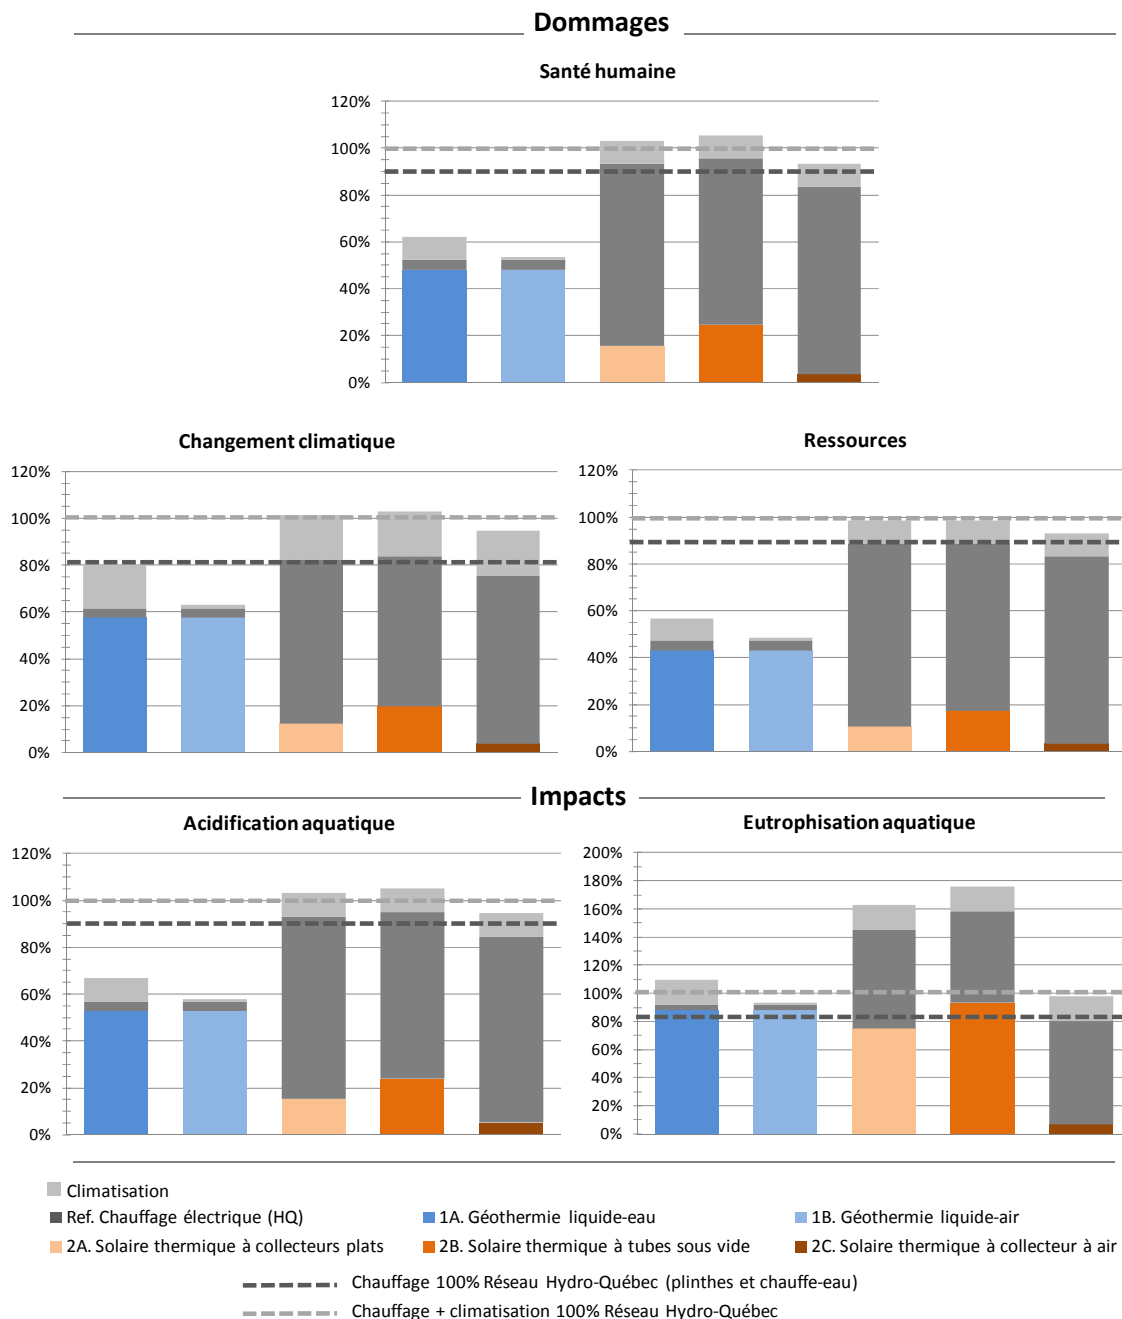 Dommages
Santé humaine
120%
100%
80%
60%
40%
20%
0%
Changement climatique
120%
100%
80%
60%
40%
20%
0%
Ressources
120%
100%
80%
60%
40%
20%
0%
Impacts
Acidification aquatique
120%
100%
80%
60%
40%
20%
0%
Eutrophisation aquatique
200%
180%
160%
140%
120%
100%
80%
60%
40%
20%
0%
Climatisation
Ref. Chauffage électrique (HQ)
1A. Géothermie liquide-eau
1B. Géothermie liquide-air
2A. Solaire thermique à collecteurs plats
2B. Solaire thermique à tubes sous vide
2C. Solaire thermique à collecteur à air
Chauffage 100% Réseau Hydro-Québec (plinthes et chauffe-eau)
Chauffage + climatisation 100% Réseau Hydro-Québec